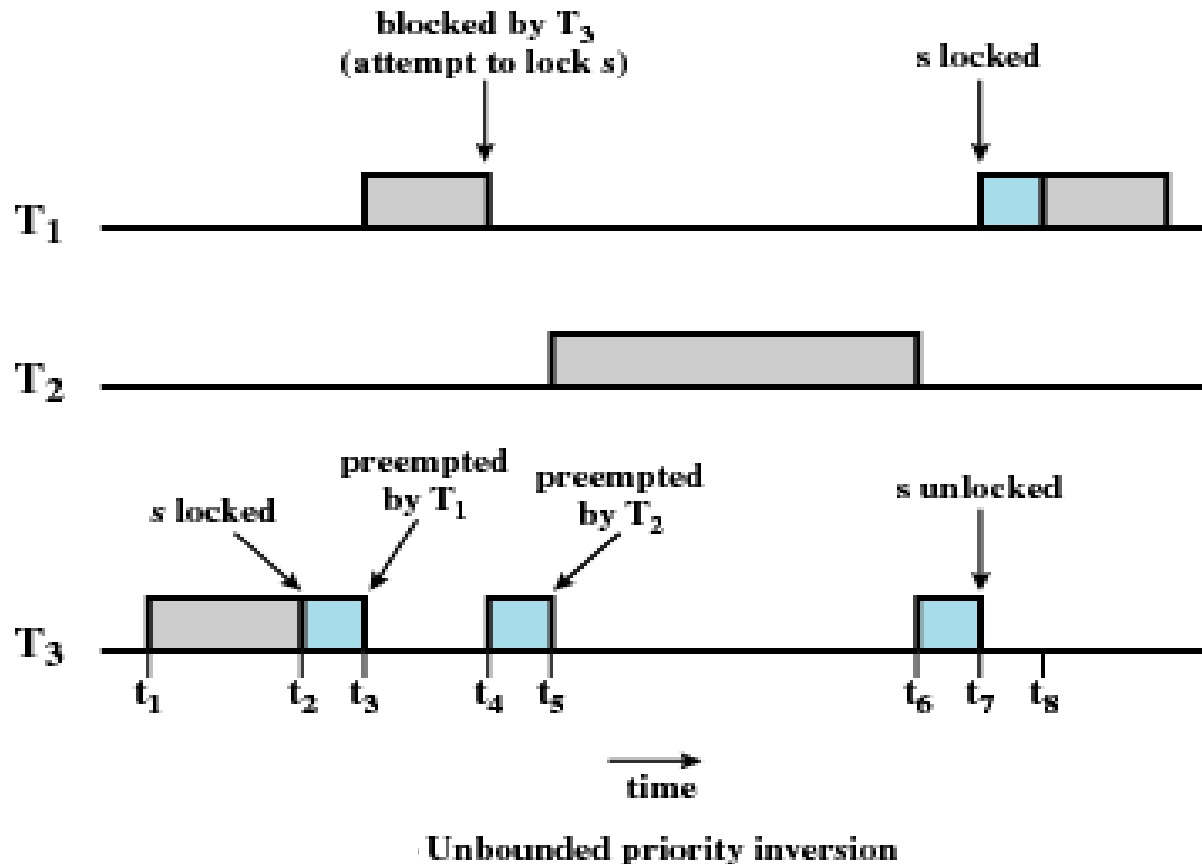 blocked by T₃
(attempt to lock s)
s locked
T₁
T₂
preempted
by T₁
preempted
by T₂
s locked
s unlocked
T₃
t₁ t₂ t₃ t₄ t₅ t₆ t₇ t₈
time
Unbounded priority inversion